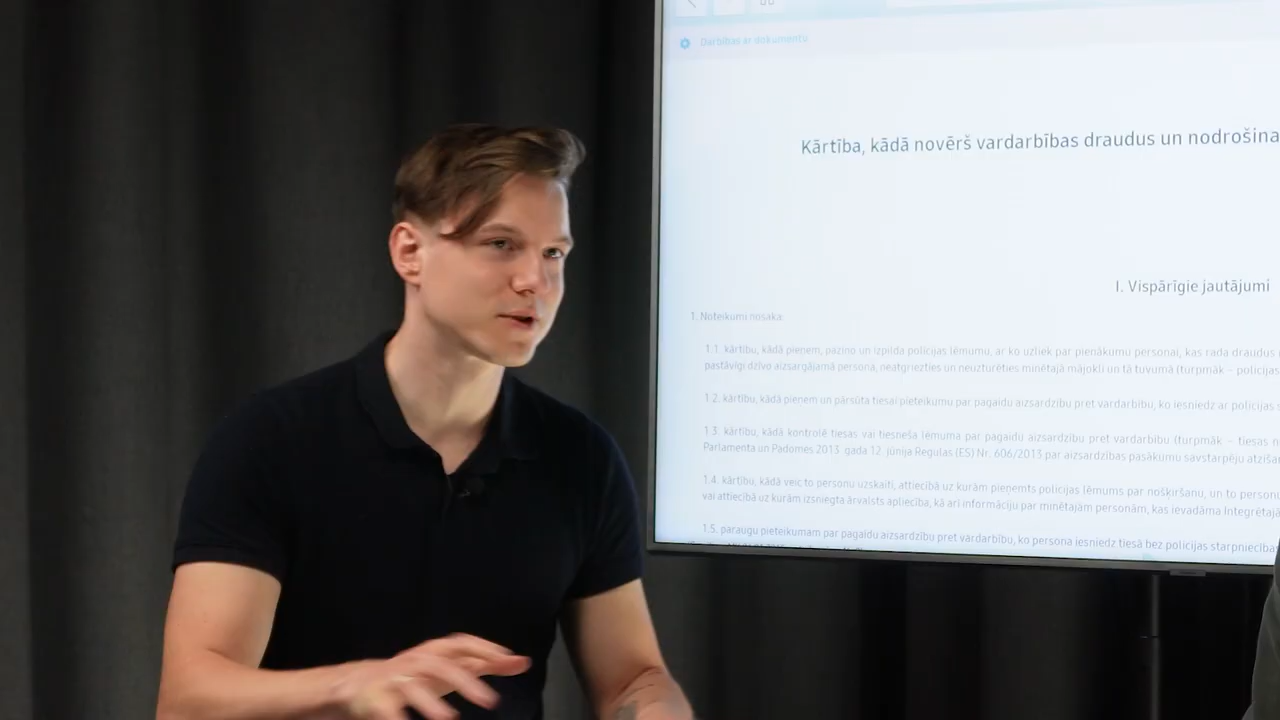 Darbības ar dokumentu
Kārtība, kādā novērš vardarbības draudus un nodrošina
I. Vispārīgie jautājumi
1. Noteikumi nosaka:
1.1. kārtību, kādā pieņem, paziņo un izpilda policijas lēmumu, ar ko uzliek par pienākumu personai, kas rada draudus
pastāvīgi dzīvo aizsargājamā persona, neatgriezties un neuzturēties minētajā mājoklī un tā tuvumā (turpmāk – policijas
1.2. kārtību, kādā pieņem un pārsūta tiesai pieteikumu par pagaidu aizsardzību pret vardarbību, ko iesniedz ar policijas
1.3. kārtību, kādā kontrolē tiesas vai tiesneša lēmuma par pagaidu aizsardzību pret vardarbību (turpmāk – tiesas
Parlamenta un Padomes 2013. gada 12. jūnija Regulas (ES) Nr. 606/2013 par aizsardzības pasākumu savstarpēju
1.4. kārtību, kādā veic to personu uzskaiti, attiecībā uz kurām pieņemts policijas lēmums par nošķiršanu, un to
vai attiecībā uz kurām izsniegta ārvalsts apliecība, kā arī informāciju par minētajām personām, kas ievadāma
1.5. paraugu pieteikumam par pagaidu aizsardzību pret vardarbību, ko persona iesniedz tiesā bez policijas